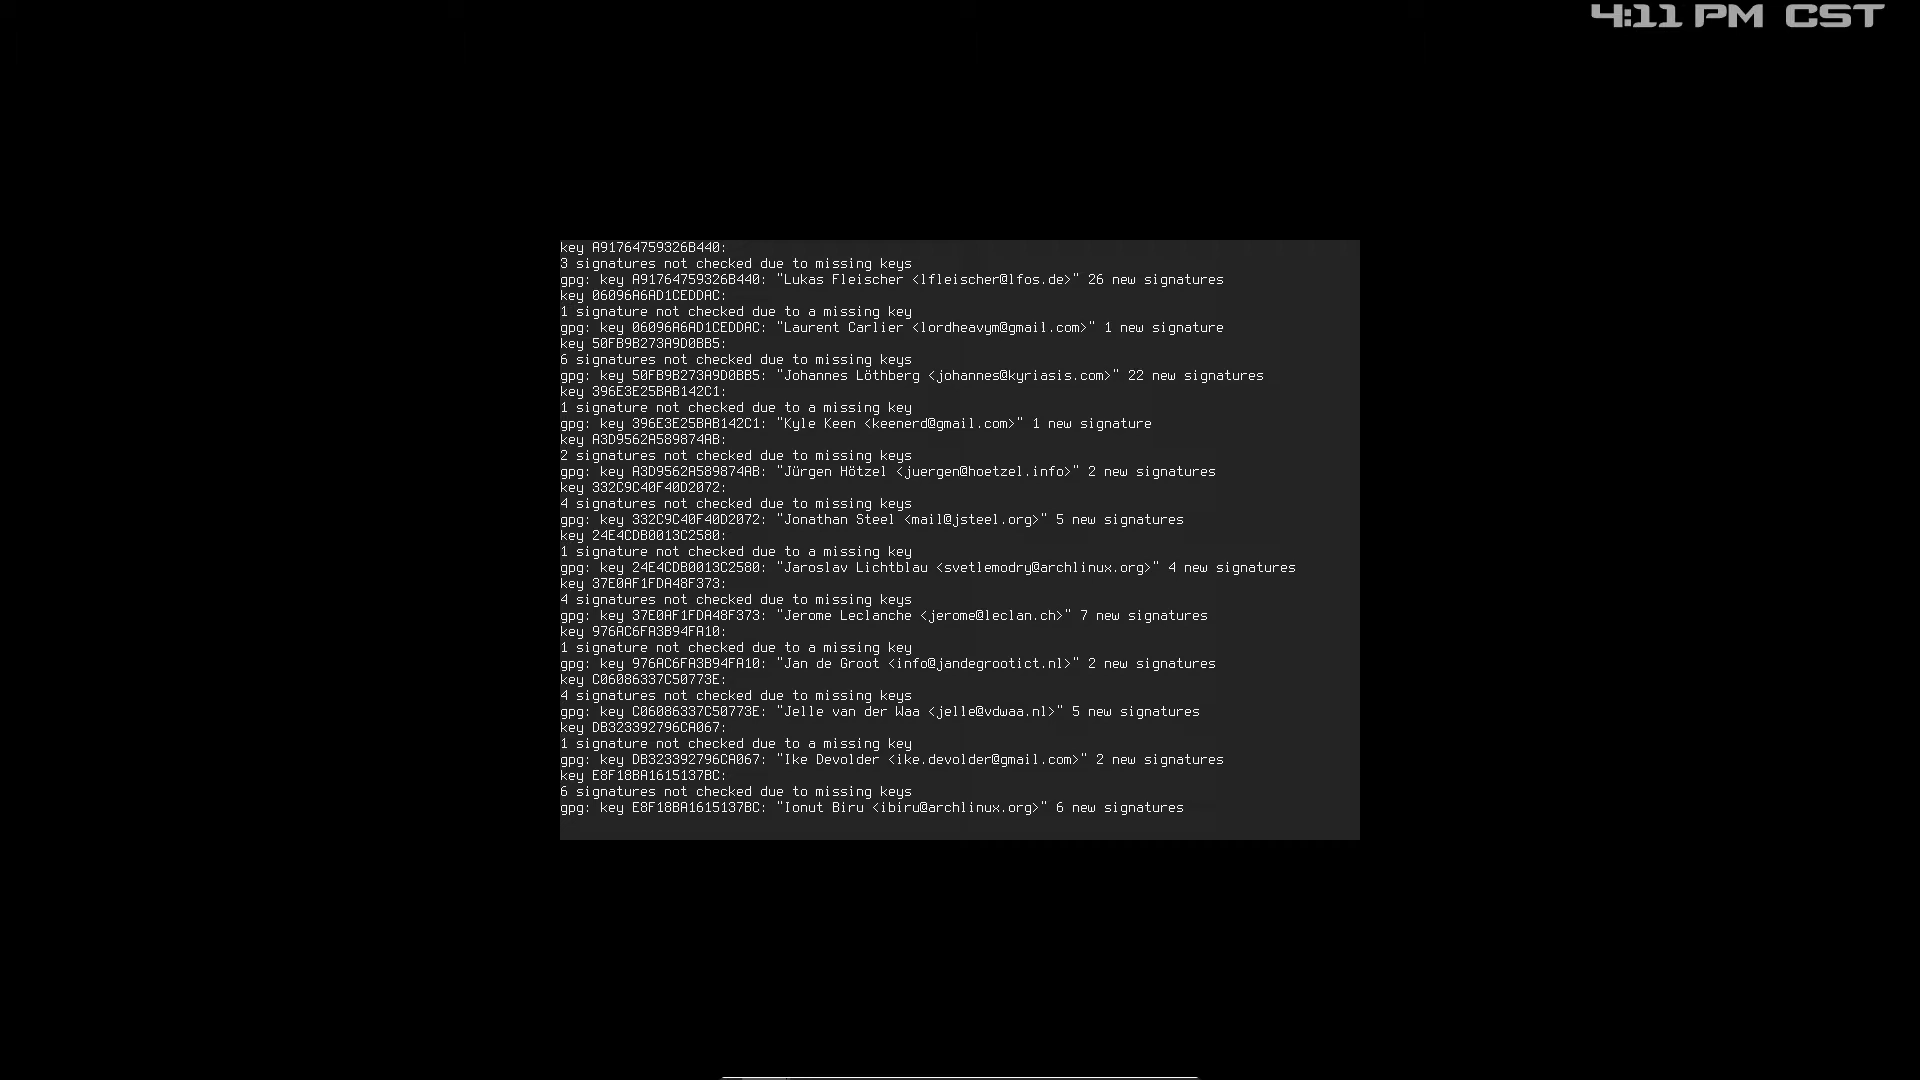 4:11 PM CST
key A91764759326B440:
3 signatures not checked due to missing keys
gpg: key A91764759326B440: "Lukas Fleischer <lfleischer@lfos.de>" 26 new signatures
key 06096A6AD1CEDDAC:
1 signature not checked due to a missing key
gpg: key 06096A6AD1CEDDAC: "Laurent Carlier <lordheavym@gmail.com>" 1 new signature
key 50FB9B273A9D0BB5:
6 signatures not checked due to missing keys
gpg: key 50FB9B273A9D0BB5: "Johannes Löthberg <johannes@kyriasis.com>" 22 new signatures
key 396E3E25BAB142C1:
1 signature not checked due to a missing key
gpg: key 396E3E25BAB142C1: "Kyle Keen <keenerd@gmail.com>" 1 new signature
key A3D9562A589874AB:
2 signatures not checked due to missing keys
gpg: key A3D9562A589874AB: "Jürgen Hötzel <juergen@hoetzel.info>" 2 new signatures
key 332C9C40F40D2072:
4 signatures not checked due to missing keys
gpg: key 332C9C40F40D2072: "Jonathan Steel <mail@jsteel.org>" 5 new signatures
key 24E4CDB0013C2580:
1 signature not checked due to a missing key
gpg: key 24E4CDB0013C2580: "Jaroslav Lichtblau <svetlemodry@archlinux.org>" 4 new signatures
key 37E0AF1FDA48F373:
4 signatures not checked due to missing keys
gpg: key 37E0AF1FDA48F373: "Jerome Leclanche <jerome@leclan.ch>" 7 new signatures
key 976AC6FA3B94FA10:
1 signature not checked due to a missing key
gpg: key 976AC6FA3B94FA10: "Jan de Groot <info@jandegrootict.nl>" 2 new signatures
key C06086337C50773E:
4 signatures not checked due to missing keys
gpg: key C06086337C50773E: "Jelle van der Waa <jelle@vdwaa.nl>" 5 new signatures
key DB323392796CA067:
1 signature not checked due to a missing key
gpg: key DB323392796CA067: "Ike Devolder <ike.devolder@gmail.com>" 2 new signatures
key E8F18BA1615137BC:
6 signatures not checked due to missing keys
gpg: key E8F18BA1615137BC: "Ionut Biru <ibiru@archlinux.org>" 6 new signatures